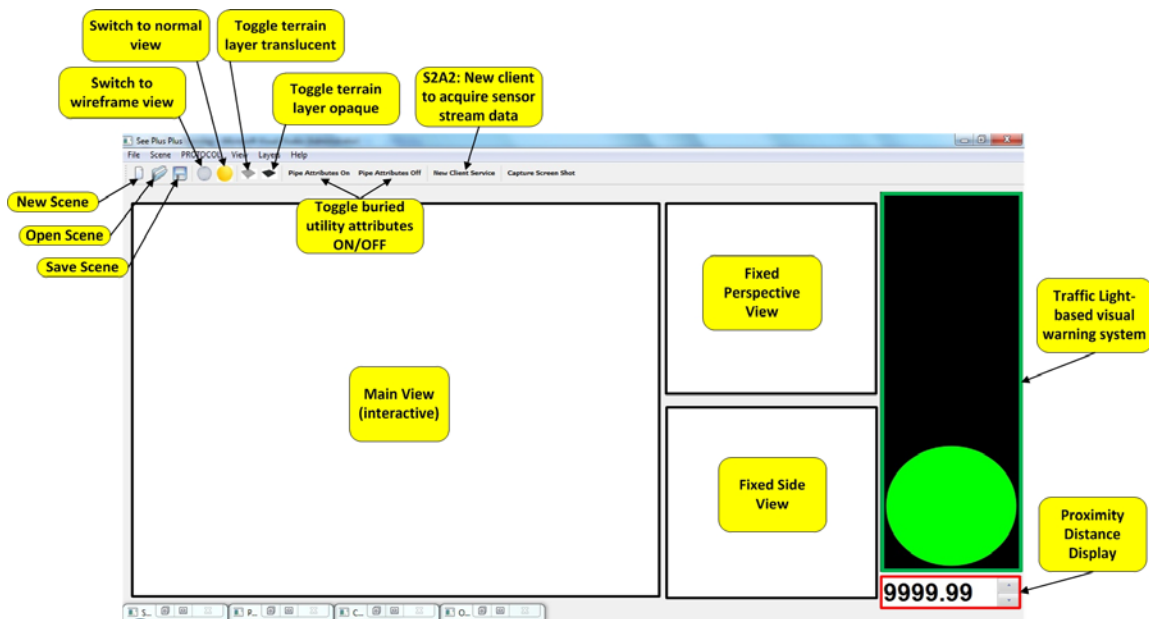 Switch to normal
view
Toggle terrain
layer translucent
Switch to
wireframe view
Toggle terrain
layer opaque
S2A2: New client
to acquire sensor
stream data
See Plus Plus
File Scene PROTOCOL View Layers Help
Pipe Attributes On Pipe Attributes Off New Client Service Capture Screen Shot
New Scene
Open Scene
Save Scene
Toggle buried
utility attributes
ON/OFF
Main View
(interactive)
Fixed
Perspective
View
Fixed Side
View
Traffic Light-
based visual
warning system
Proximity
Distance
Display
9999.99
S... P... C... O...